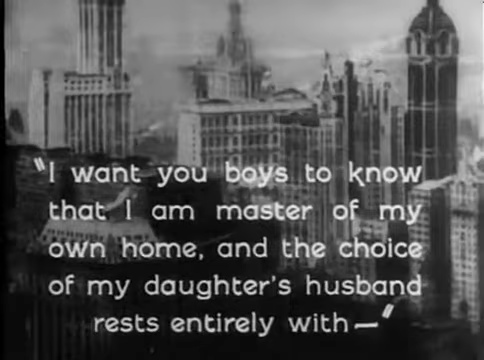 "I want you boys to know
that I am master of my
own home, and the choice
of my daughter's husband
rests entirely with—"